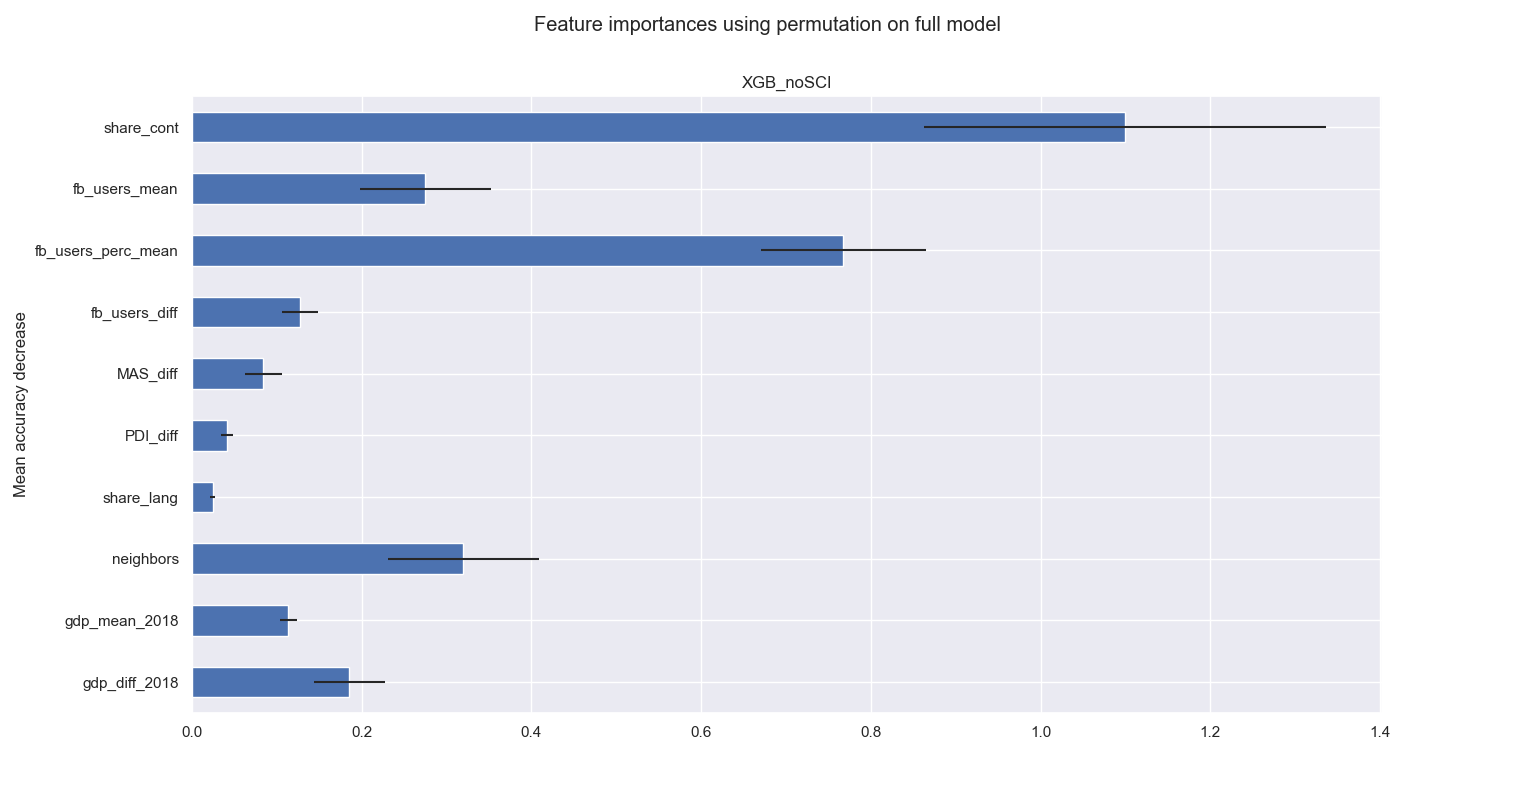 Feature importances using permutation on full model
XGB_noSCI
share_cont
fb_users_mean
fb_users_perc_mean
fb_users_diff
MAS_diff
PDI_diff
share_lang
neighbors
gdp_mean_2018
gdp_diff_2018
Mean accuracy decrease
0.0 0.2 0.4 0.6 0.8 1.0 1.2 1.4